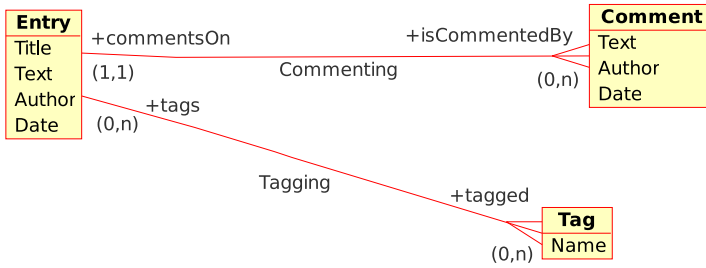 Entry
Title
Text
Author
Date
+commentsOn
(1,1)
Commenting
+isCommentedBy
(0,n)
Comment
Text
Author
Date
+tags
(0,n)
Tagging
+tagged
(0,n)
Tag
Name